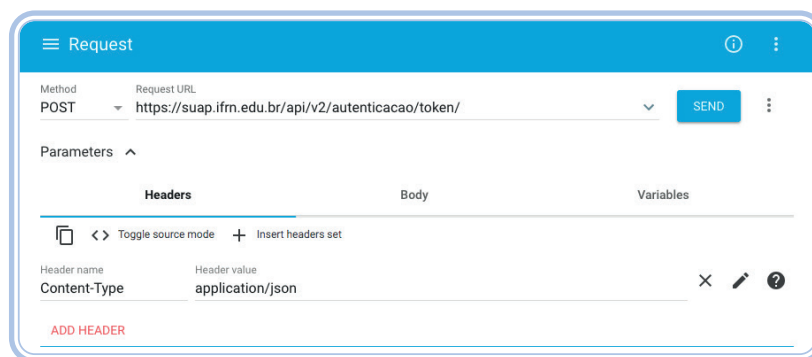 Request
Method
Request URL
POST
https://suap.ifrn.edu.br/api/v2/autenticacao/token/
SEND
Parameters
Headers
Body
Variables
Toggle source mode
Insert headers set
Header name
Header value
Content-Type
application/json
ADD HEADER